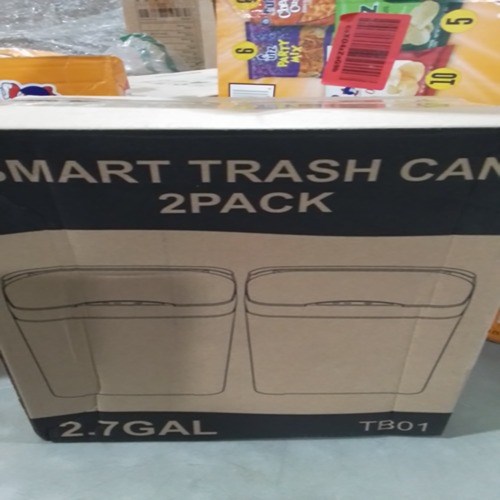 6
PARTY
MIX
5
10
SMART TRASH CAN
2PACK
2.7GAL
TB01